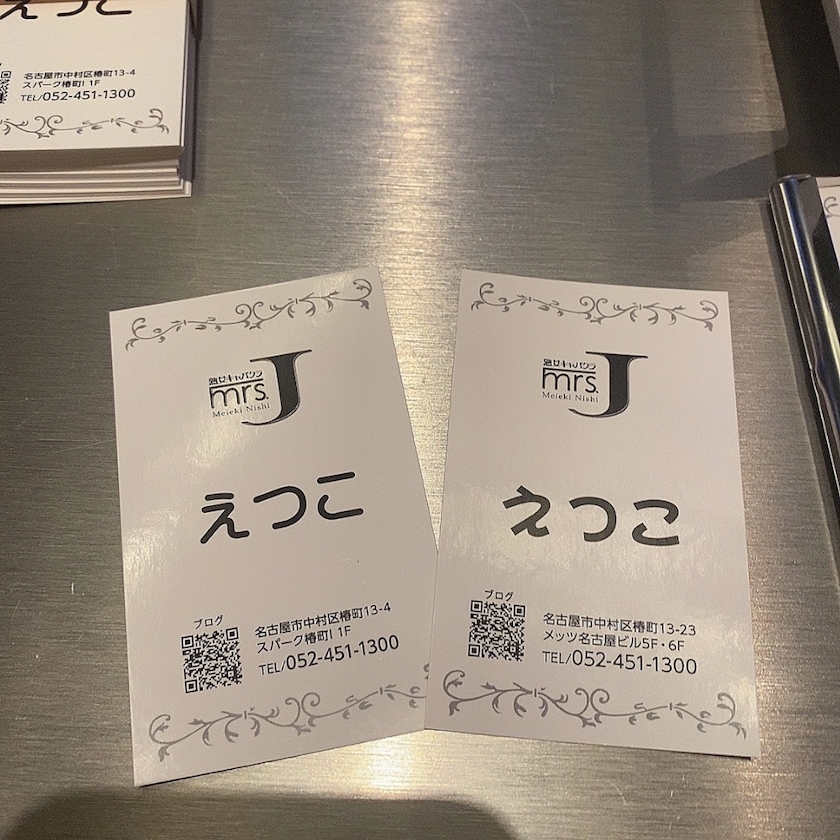 えつこ
名古屋市中村区椿町13-4
スパーク椿町I 1F
TEL/052-451-1300
熟女キャバクラ
mrs. J
Meieki Nishi
えつこ
ブログ
名古屋市中村区椿町13-4
スパーク椿町I 1F
TEL/052-451-1300
熟女キャバクラ
mrs. J
Meieki Nishi
えつこ
ブログ
名古屋市中村区椿町13-23
メッツ名古屋ビル5F・6F
TEL/052-451-1300